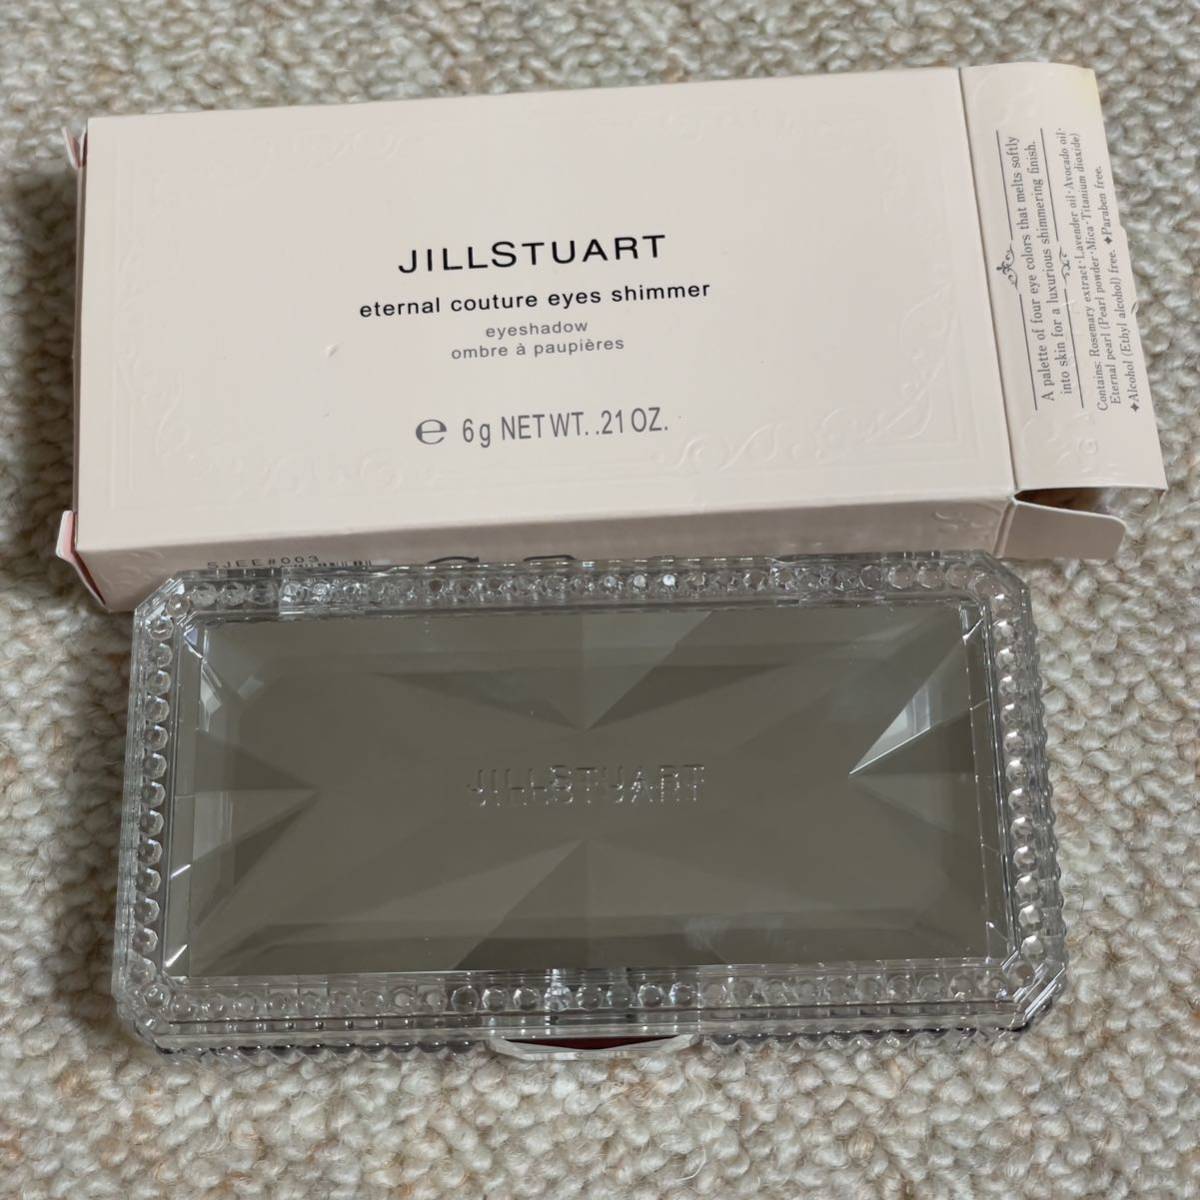 JILLSTUART
eternal couture eyes shimmer
eyeshadow
ombre à paupières
℮ 6g NET WT. .21 OZ.
A palette of four eye colors that melts softly
into skin for a luxurious shimmering finish.
Contains: Rosemary extract·Lavender oil·Avocado oil·
Eternal pearl (Pearl powder·Mica·Titanium dioxide)
✦Alcohol (Ethyl alcohol) free. ✦Paraben free.
SJEE#003
JILLSTUART